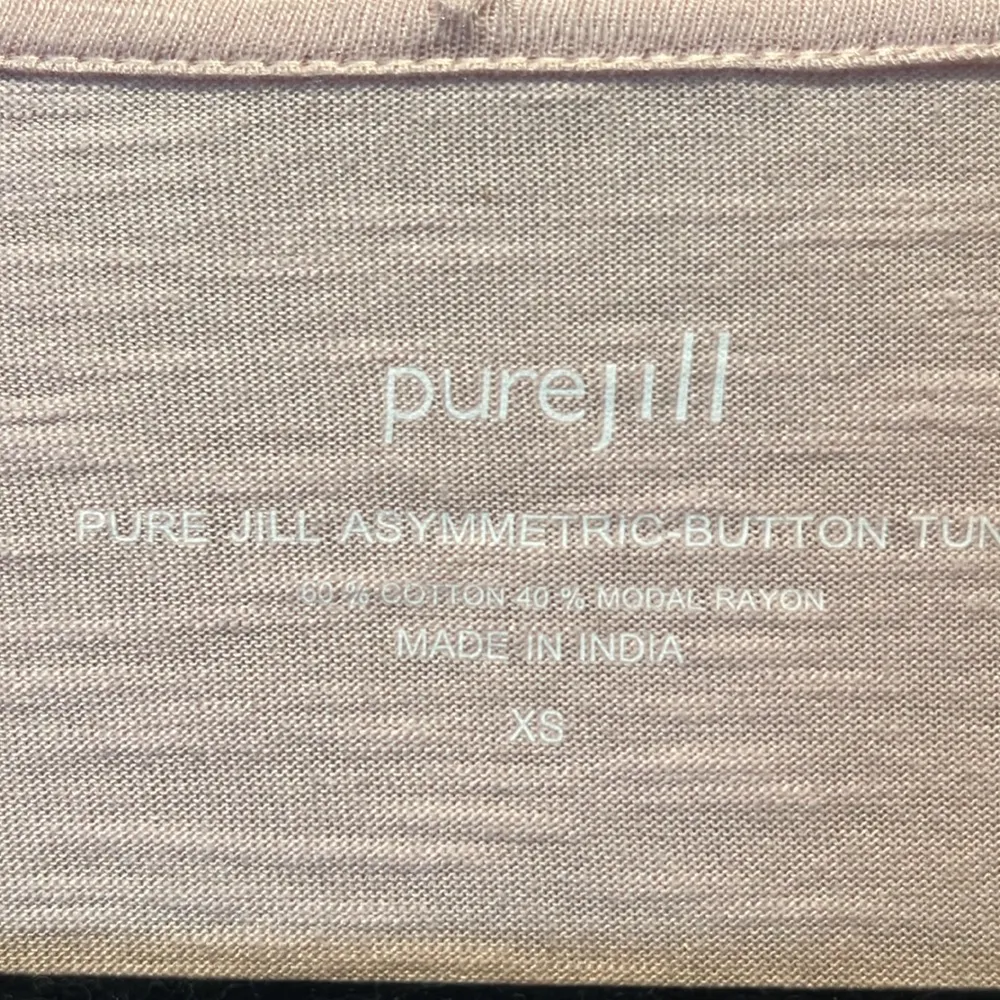 purejill
PURE JILL ASYMMETRIC-BUTTON TUN
60 % COTTON 40 % MODAL RAYON
MADE IN INDIA
XS